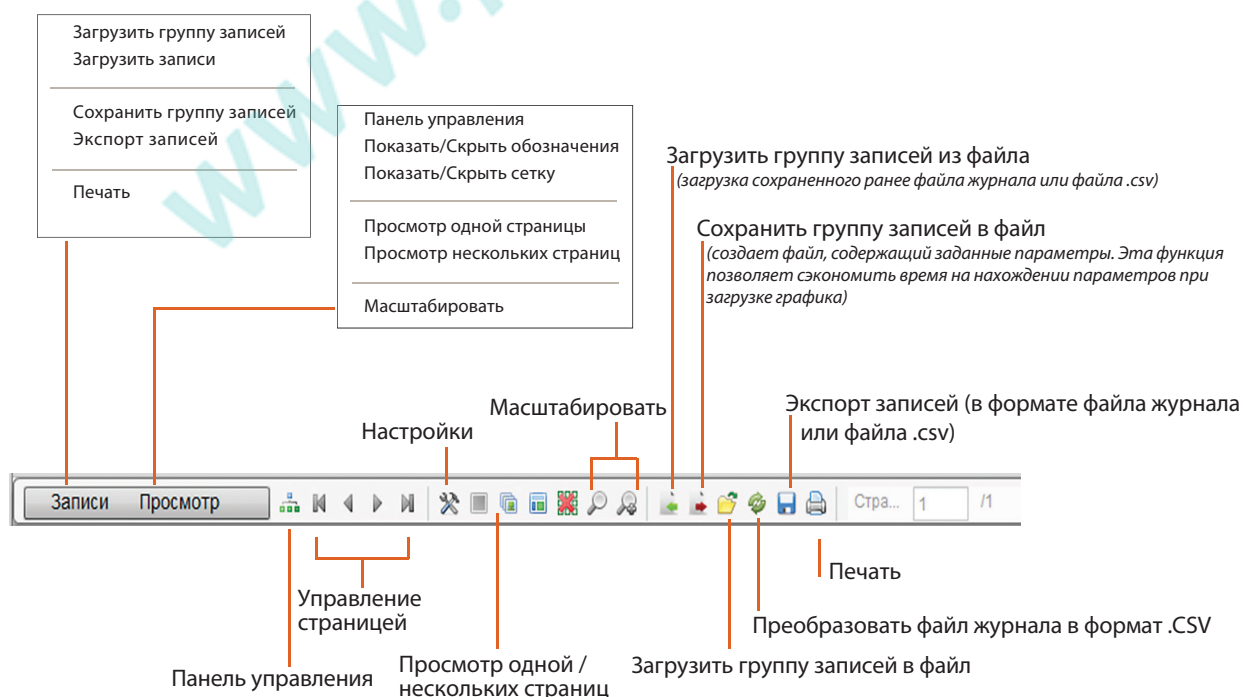 Загрузить группу записей
Загрузить записи
Сохранить группу записей
Экспорт записей
Печать
Панель управления
Показать/Скрыть обозначения
Показать/Скрыть сетку
Просмотр одной страницы
Просмотр нескольких страниц
Масштабировать
Загрузить группу записей из файла
(загрузка сохраненного ранее файла журнала или файла .csv)
Сохранить группу записей в файл
(создает файл, содержащий заданные параметры. Эта функция
позволяет сэкономить время на нахождении параметров при
загрузке графика)
Настройки
Масштабировать
Экспорт записей (в формате файла журнала
или файла .csv)
Записи Просмотр
Стра... 1 /1
Управление
страницей
Панель управления
Просмотр одной /
нескольких страниц
Загрузить группу записей в файл
Преобразовать файл журнала в формат .CSV
Печать
www.